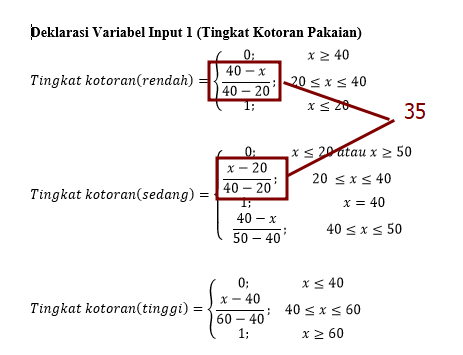 Deklarasi Variabel Input 1 (Tingkat Kotoran Pakaian)
0; x ≥ 40
Tingkat kotoran(rendah) = { (40 − x)/(40 − 20); 20 ≤ x ≤ 40
1; x ≤ 20
35
0; x ≤ 20 atau x ≥ 50
(x − 20)/(40 − 20); 20 ≤ x ≤ 40
Tingkat kotoran(sedang) = {
1; x = 40
(40 − x)/(50 − 40); 40 ≤ x ≤ 50
0; x ≤ 40
Tingkat kotoran(tinggi) = { (x − 40)/(60 − 40); 40 ≤ x ≤ 60
1; x ≥ 60